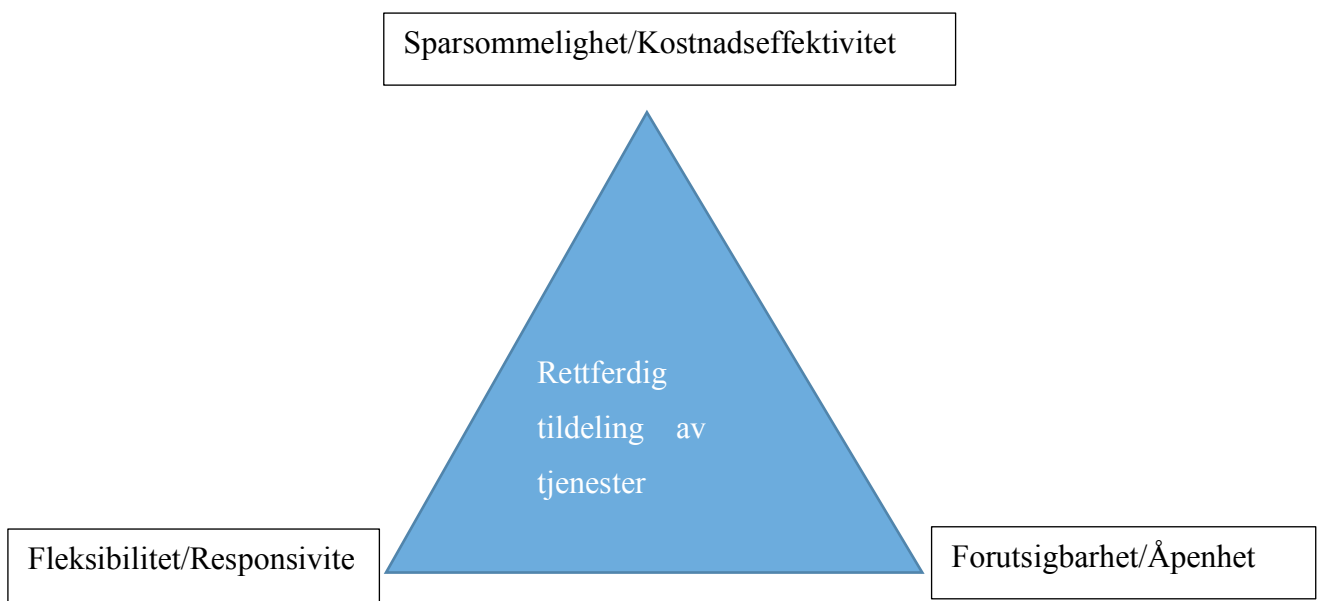 Sparsommelighet/Kostnadseffektivitet
Rettferdig
tildeling av
tjenester
Fleksibilitet/Responsivite
Forutsigbarhet/Åpenhet